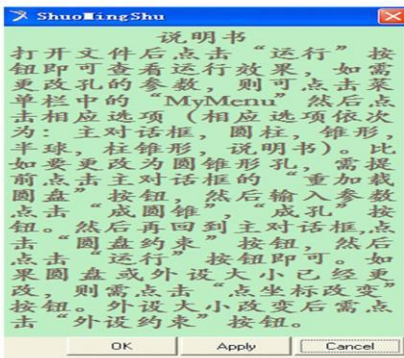 ShuoMingShu
说明书
打开文件后点击“运行”按
钮即可查看运行效果，如需
更改孔的参数，则可点击菜
单栏中的“MyMenu”然后点
击相应选项（相应选项依次
为：主对话框，圆柱，锥形，
半球，柱锥形，说明书）。比
如要更改为圆锥形孔，需提
前点击主对话框的“重加载
圆盘”按钮，然后输入参数
点击“成圆锥”，“成孔”按
钮。然后再回到主对话框,点
击“圆盘约束”按钮，然后
点击“运行”按钮即可。如
果圆盘或外设大小已经更
改，则需点击“点坐标改变”
按钮。外设大小改变后需点
击“外设约束”按钮。
OK Apply Cancel